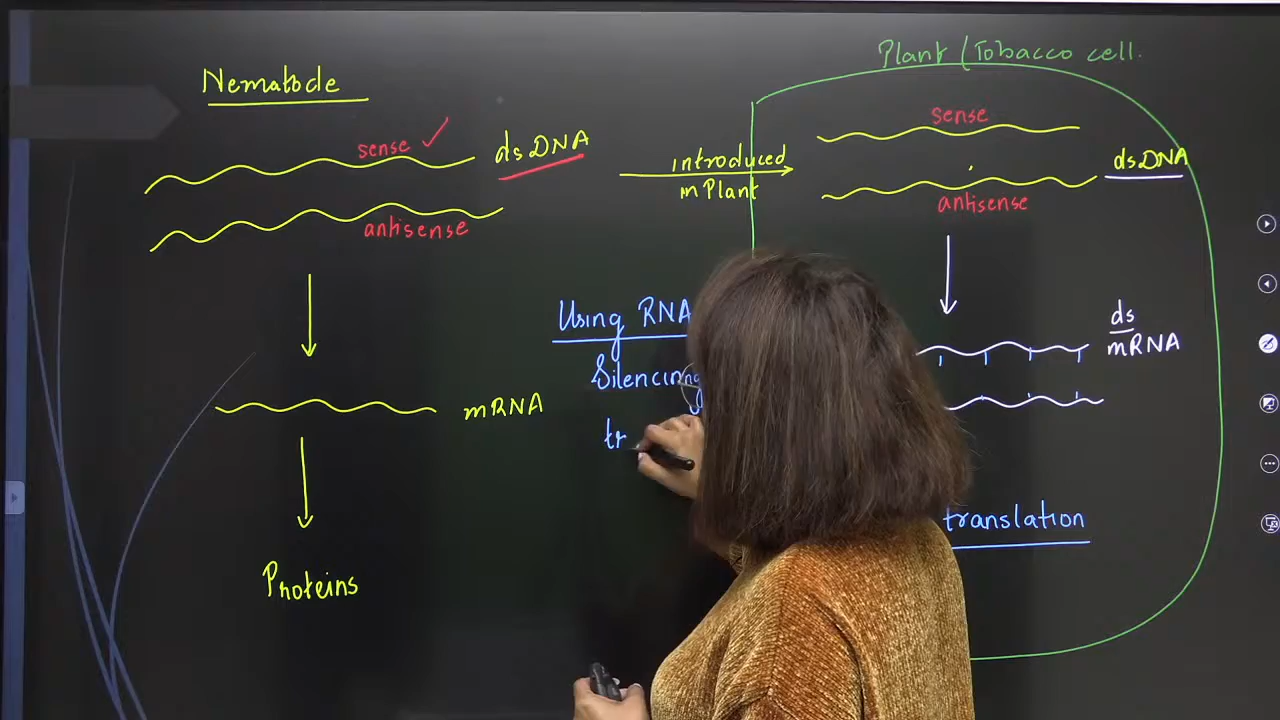 Nematode
sense ✓
dsDNA
antisense
mRNA
Proteins
introduced
in Plant
Using RNA
Silencing
tr
Plant (Tobacco cell.
sense
dsDNA
antisense
ds
mRNA
translation